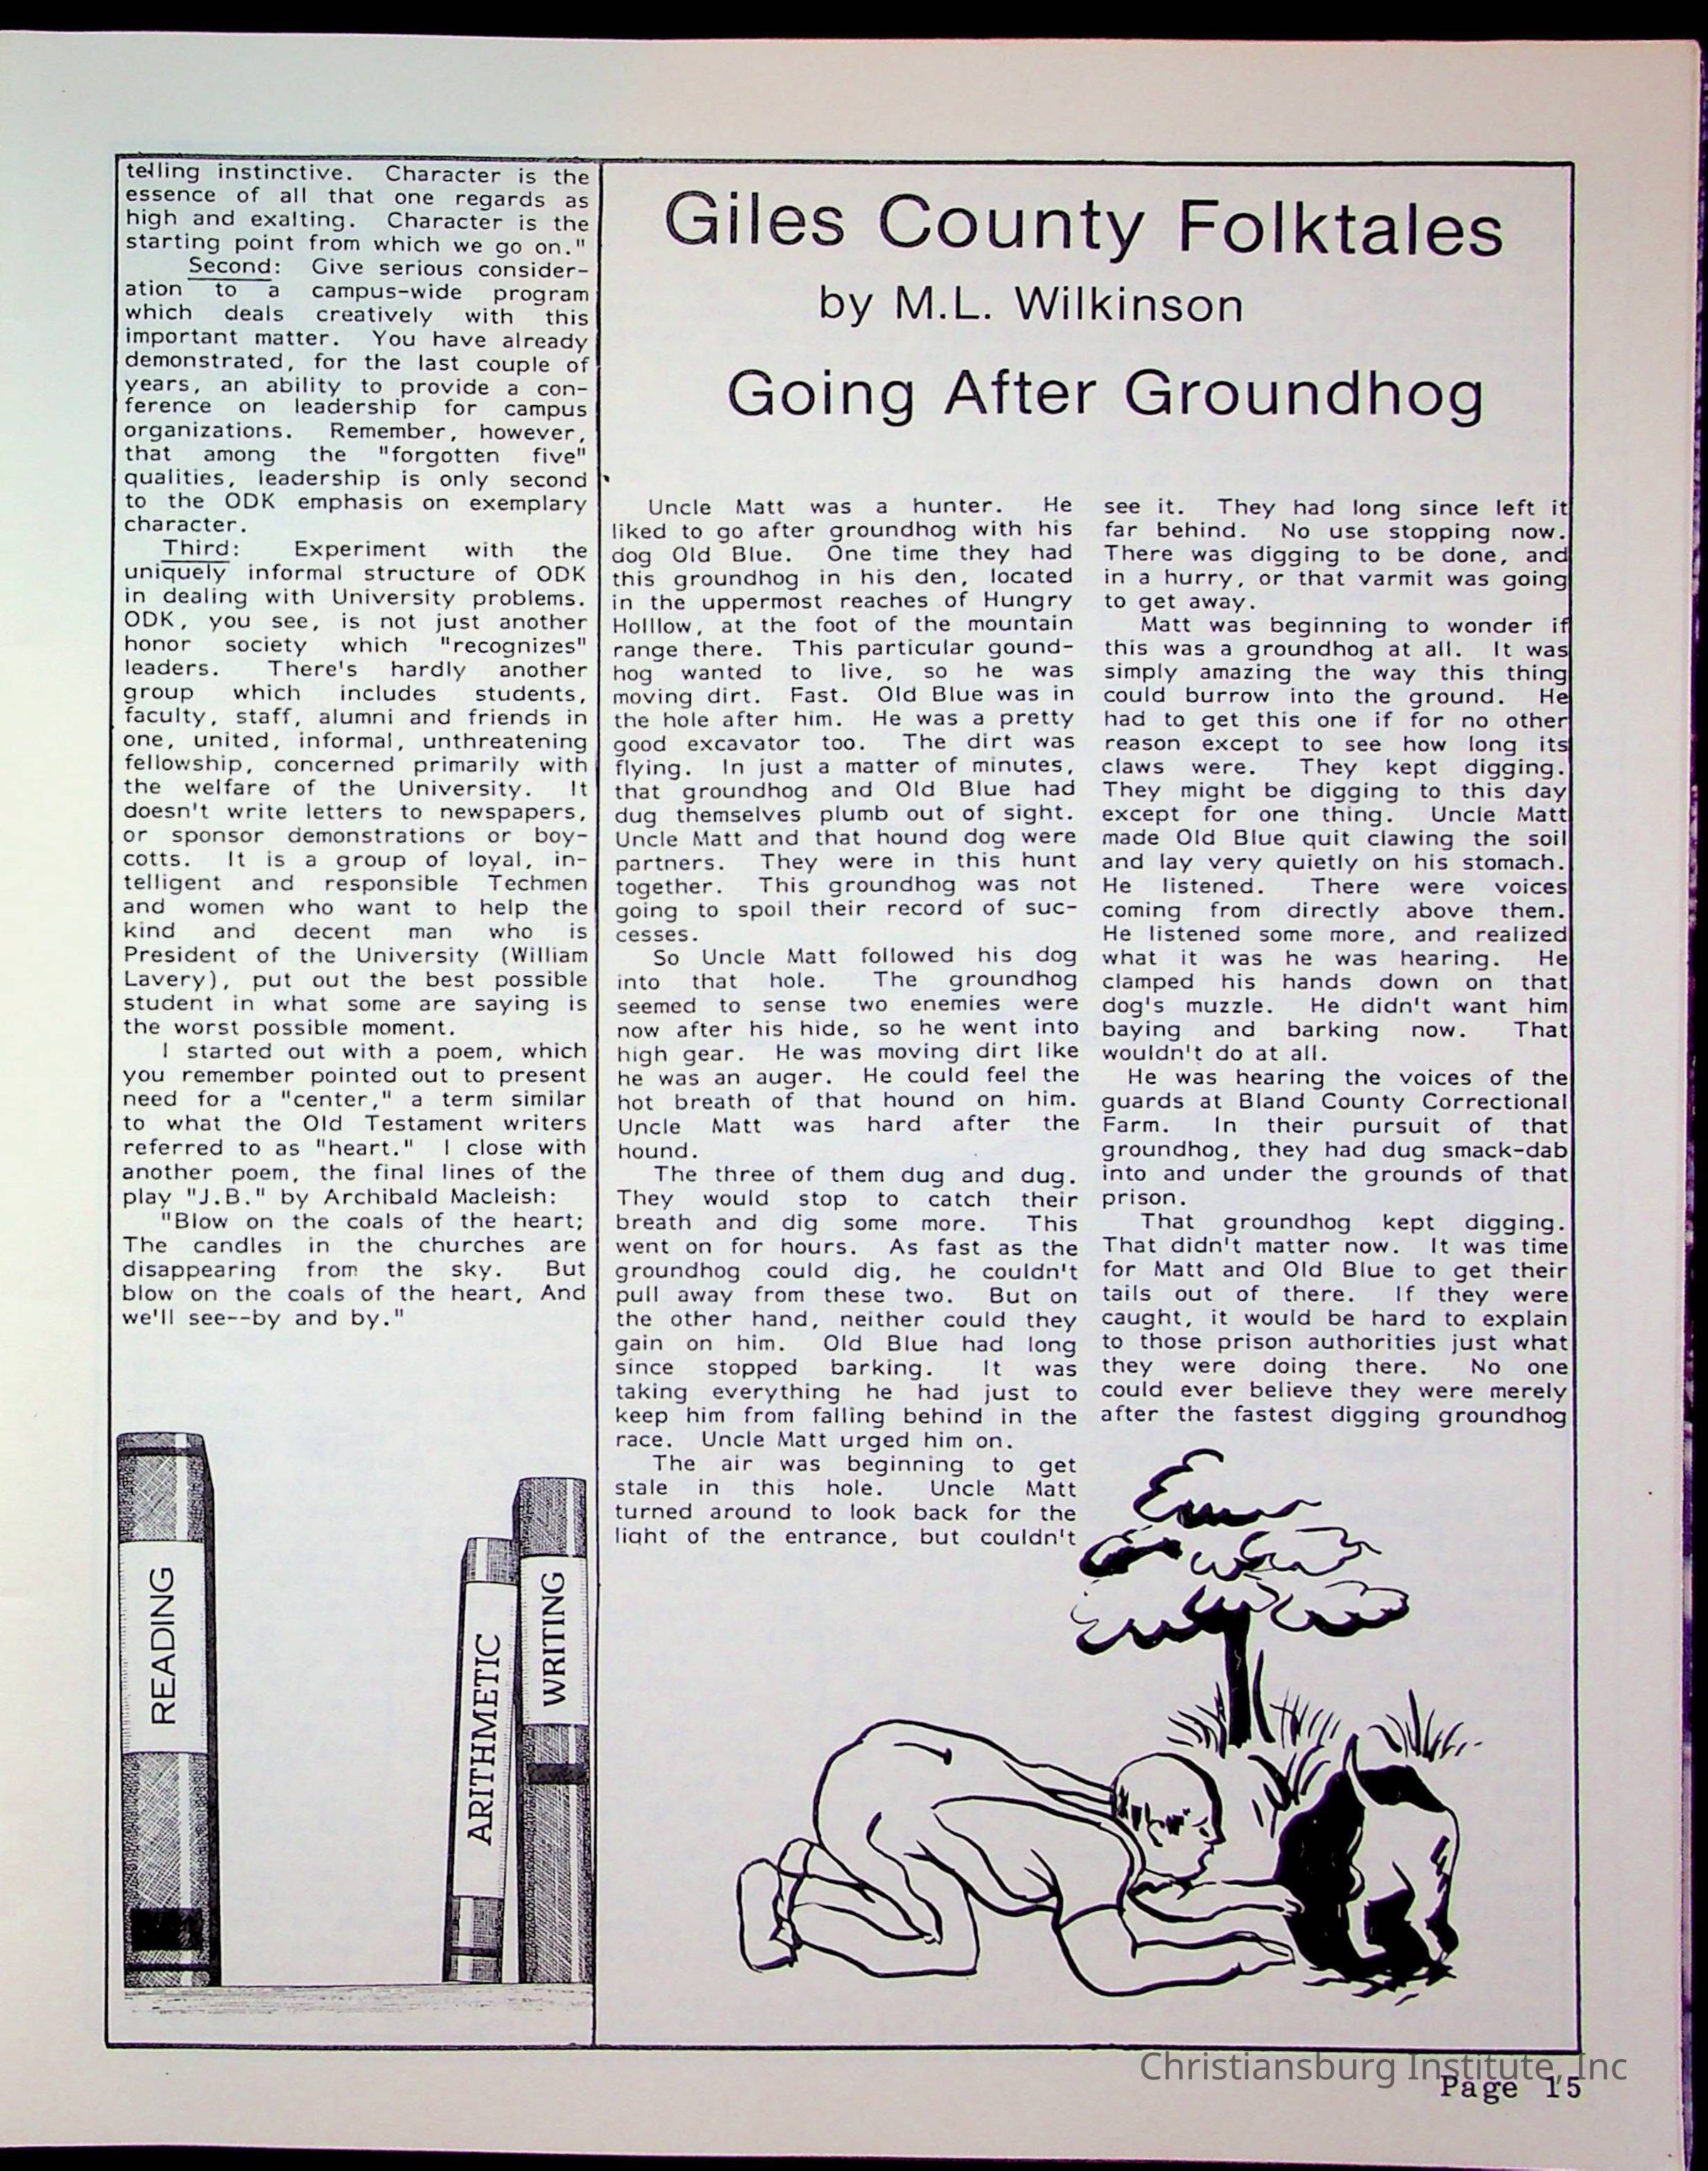 telling instinctive. Character is the
essence of all that one regards as
high and exalting. Character is the
starting point from which we go on."
Second: Give serious consider-
ation to a campus-wide program
which deals creatively with this
important matter. You have already
demonstrated, for the last couple of
years, an ability to provide a con-
ference on leadership for campus
organizations. Remember, however,
that among the "forgotten five"
qualities, leadership is only second
to the ODK emphasis on exemplary
character.
Third: Experiment with the
uniquely informal structure of ODK
in dealing with University problems.
ODK, you see, is not just another
honor society which "recognizes"
leaders. There's hardly another
group which includes students,
faculty, staff, alumni and friends in
one, united, informal, unthreatening
fellowship, concerned primarily with
the welfare of the University. It
doesn't write letters to newspapers,
or sponsor demonstrations or boy-
cotts. It is a group of loyal, in-
telligent and responsible Techmen
and women who want to help the
kind and decent man who is
President of the University (William
Lavery), put out the best possible
student in what some are saying is
the worst possible moment.
I started out with a poem, which
you remember pointed out to present
need for a "center," a term similar
to what the Old Testament writers
referred to as "heart." I close with
another poem, the final lines of the
play "J.B." by Archibald Macleish:
"Blow on the coals of the heart;
The candles in the churches are
disappearing from the sky. But
blow on the coals of the heart, And
we'll see--by and by."
READING
ARITHMETIC
WRITING
Giles County Folktales
by M.L. Wilkinson
Going After Groundhog
Uncle Matt was a hunter. He
liked to go after groundhog with his
dog Old Blue. One time they had
this groundhog in his den, located
in the uppermost reaches of Hungry
Holllow, at the foot of the mountain
range there. This particular gound-
hog wanted to live, so he was
moving dirt. Fast. Old Blue was in
the hole after him. He was a pretty
good excavator too. The dirt was
flying. In just a matter of minutes,
that groundhog and Old Blue had
dug themselves plumb out of sight.
Uncle Matt and that hound dog were
partners. They were in this hunt
together. This groundhog was not
going to spoil their record of suc-
cesses.
So Uncle Matt followed his dog
into that hole. The groundhog
seemed to sense two enemies were
now after his hide, so he went into
high gear. He was moving dirt like
he was an auger. He could feel the
hot breath of that hound on him.
Uncle Matt was hard after the
hound.
The three of them dug and dug.
They would stop to catch their
breath and dig some more. This
went on for hours. As fast as the
groundhog could dig, he couldn't
pull away from these two. But on
the other hand, neither could they
gain on him. Old Blue had long
since stopped barking. It was
taking everything he had just to
keep him from falling behind in the
race. Uncle Matt urged him on.
The air was beginning to get
stale in this hole. Uncle Matt
turned around to look back for the
light of the entrance, but couldn't
see it. They had long since left it
far behind. No use stopping now.
There was digging to be done, and
in a hurry, or that varmit was going
to get away.
Matt was beginning to wonder if
this was a groundhog at all. It was
simply amazing the way this thing
could burrow into the ground. He
had to get this one if for no other
reason except to see how long its
claws were. They kept digging.
They might be digging to this day
except for one thing. Uncle Matt
made Old Blue quit clawing the soil
and lay very quietly on his stomach.
He listened. There were voices
coming from directly above them.
He listened some more, and realized
what it was he was hearing. He
clamped his hands down on that
dog's muzzle. He didn't want him
baying and barking now. That
wouldn't do at all.
He was hearing the voices of the
guards at Bland County Correctional
Farm. In their pursuit of that
groundhog, they had dug smack-dab
into and under the grounds of that
prison.
That groundhog kept digging.
That didn't matter now. It was time
for Matt and Old Blue to get their
tails out of there. If they were
caught, it would be hard to explain
to those prison authorities just what
they were doing there. No one
could ever believe they were merely
after the fastest digging groundhog
Christiansburg Institute, Inc
Page 15